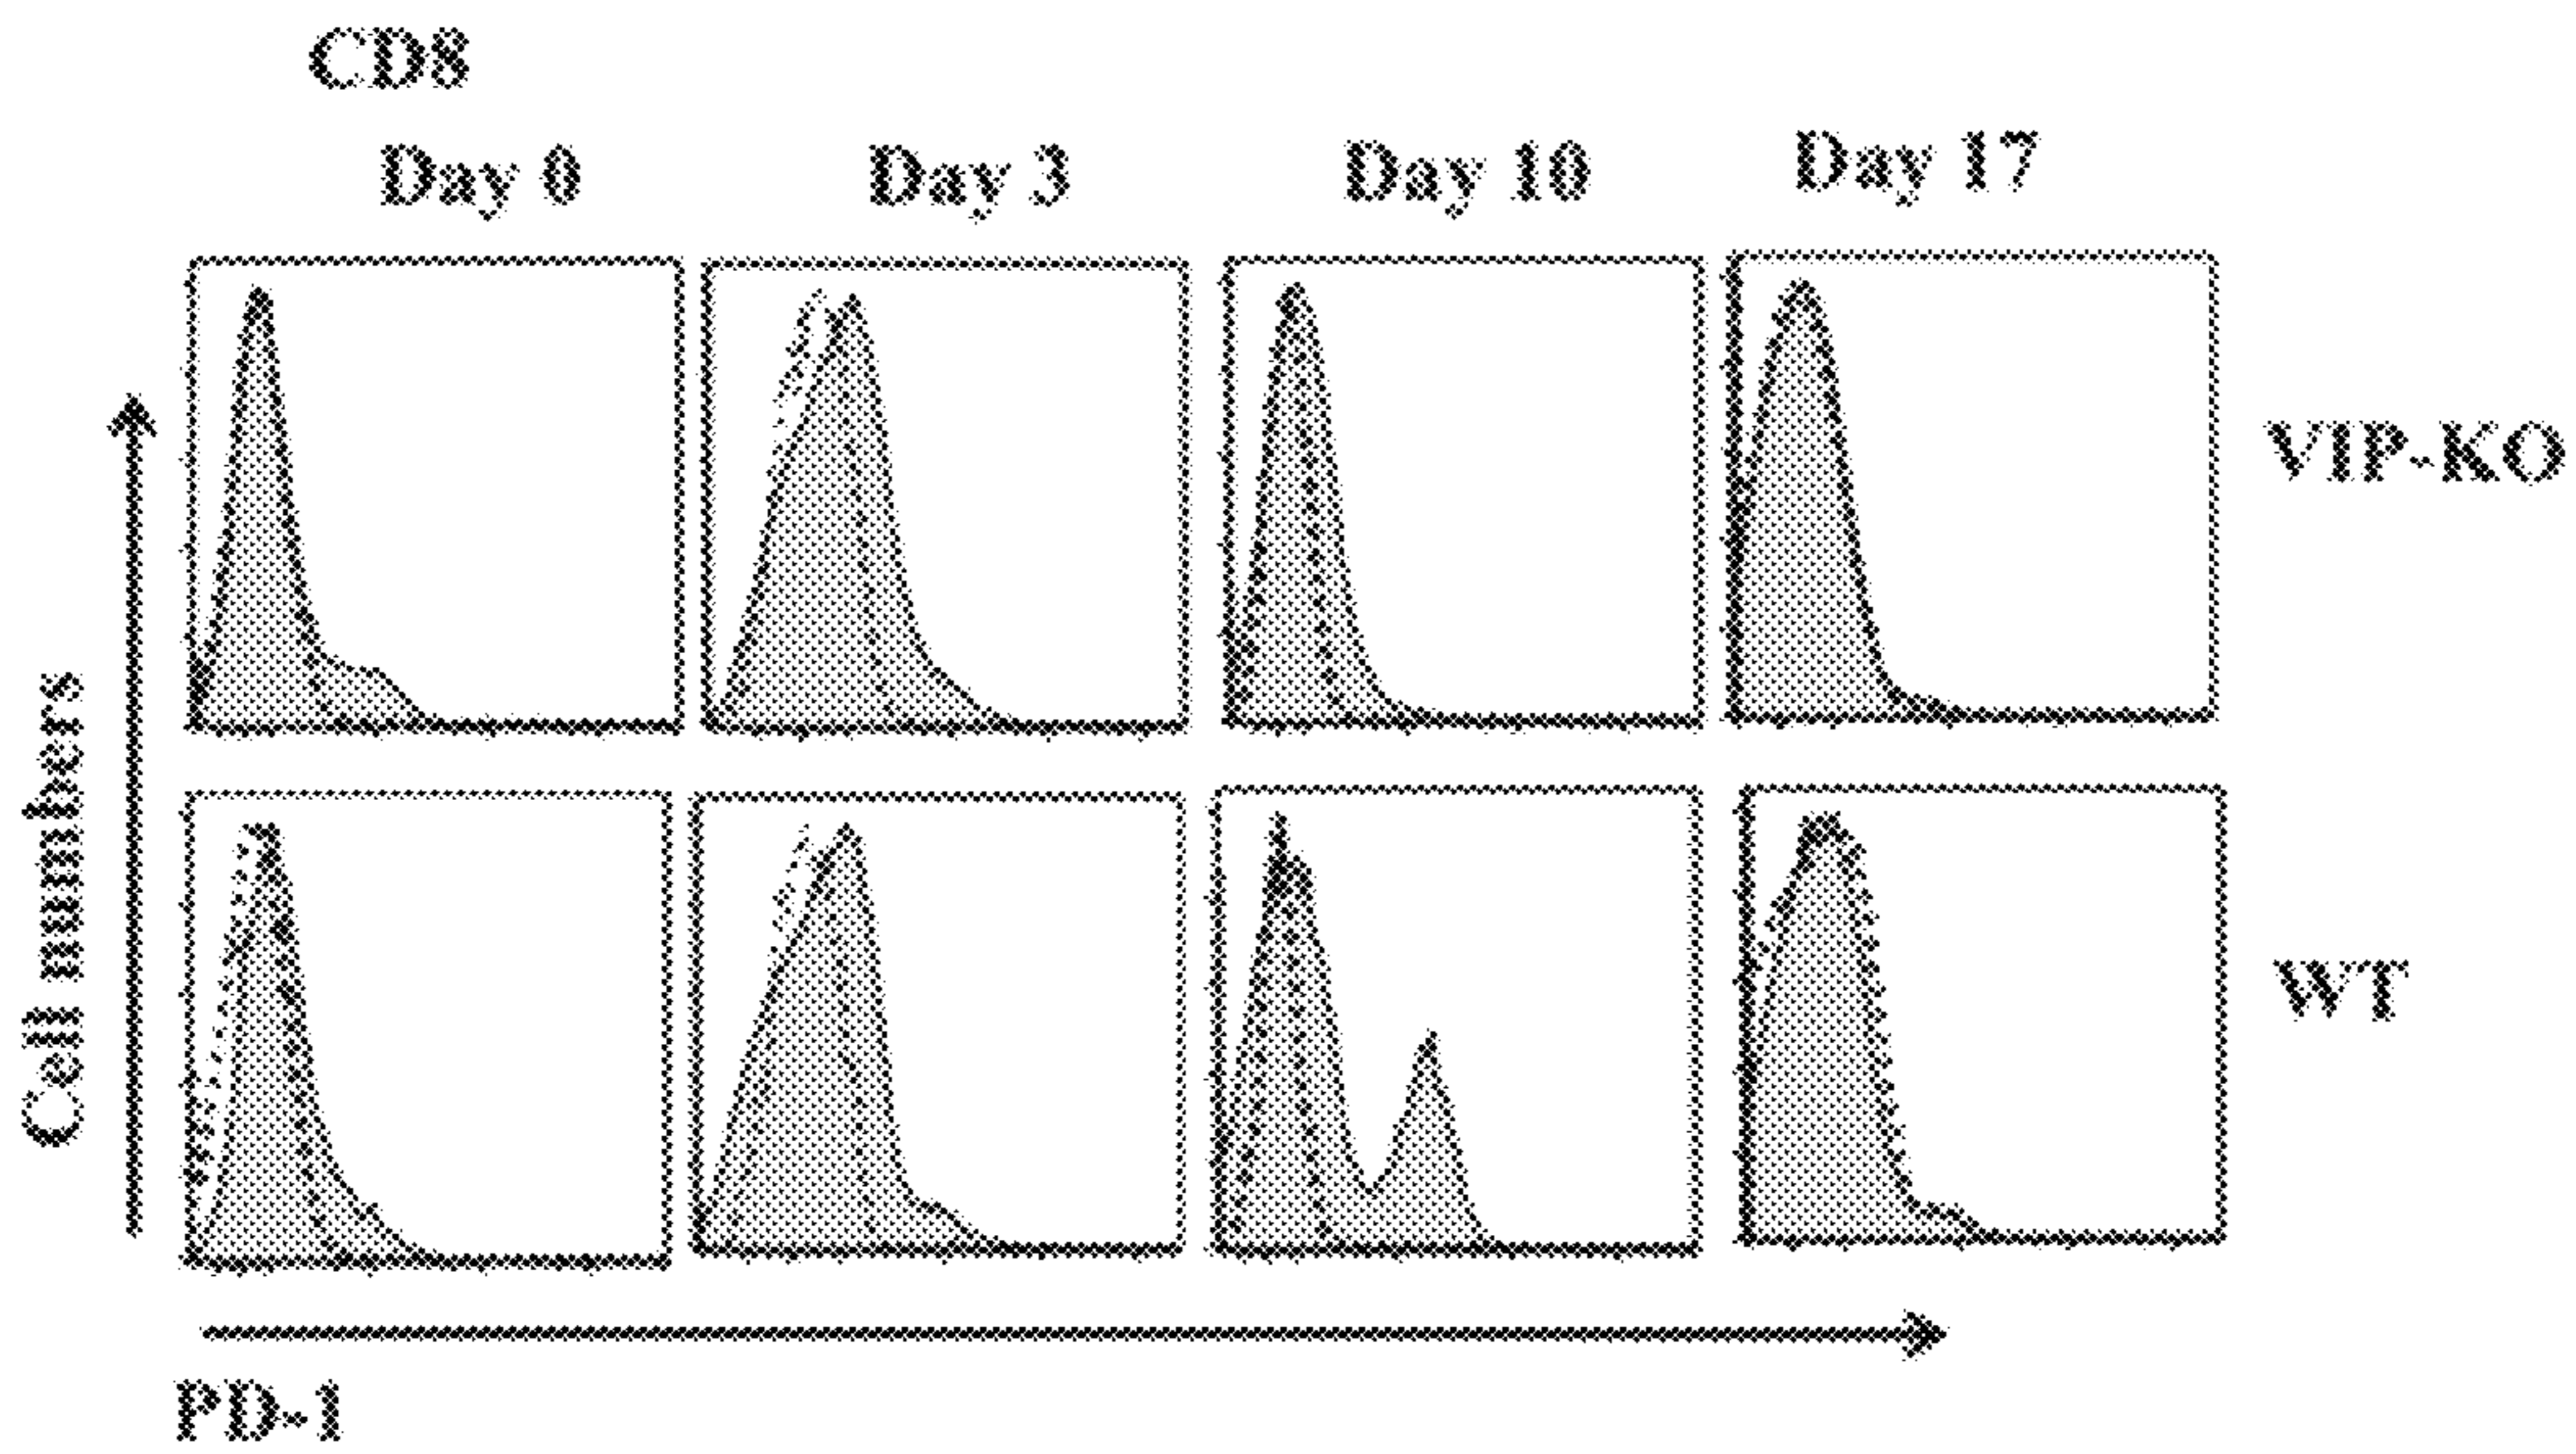 CD8
Day 0 Day 3 Day 10 Day 17
VIP-KO
Cell numbers
WT
PD-1